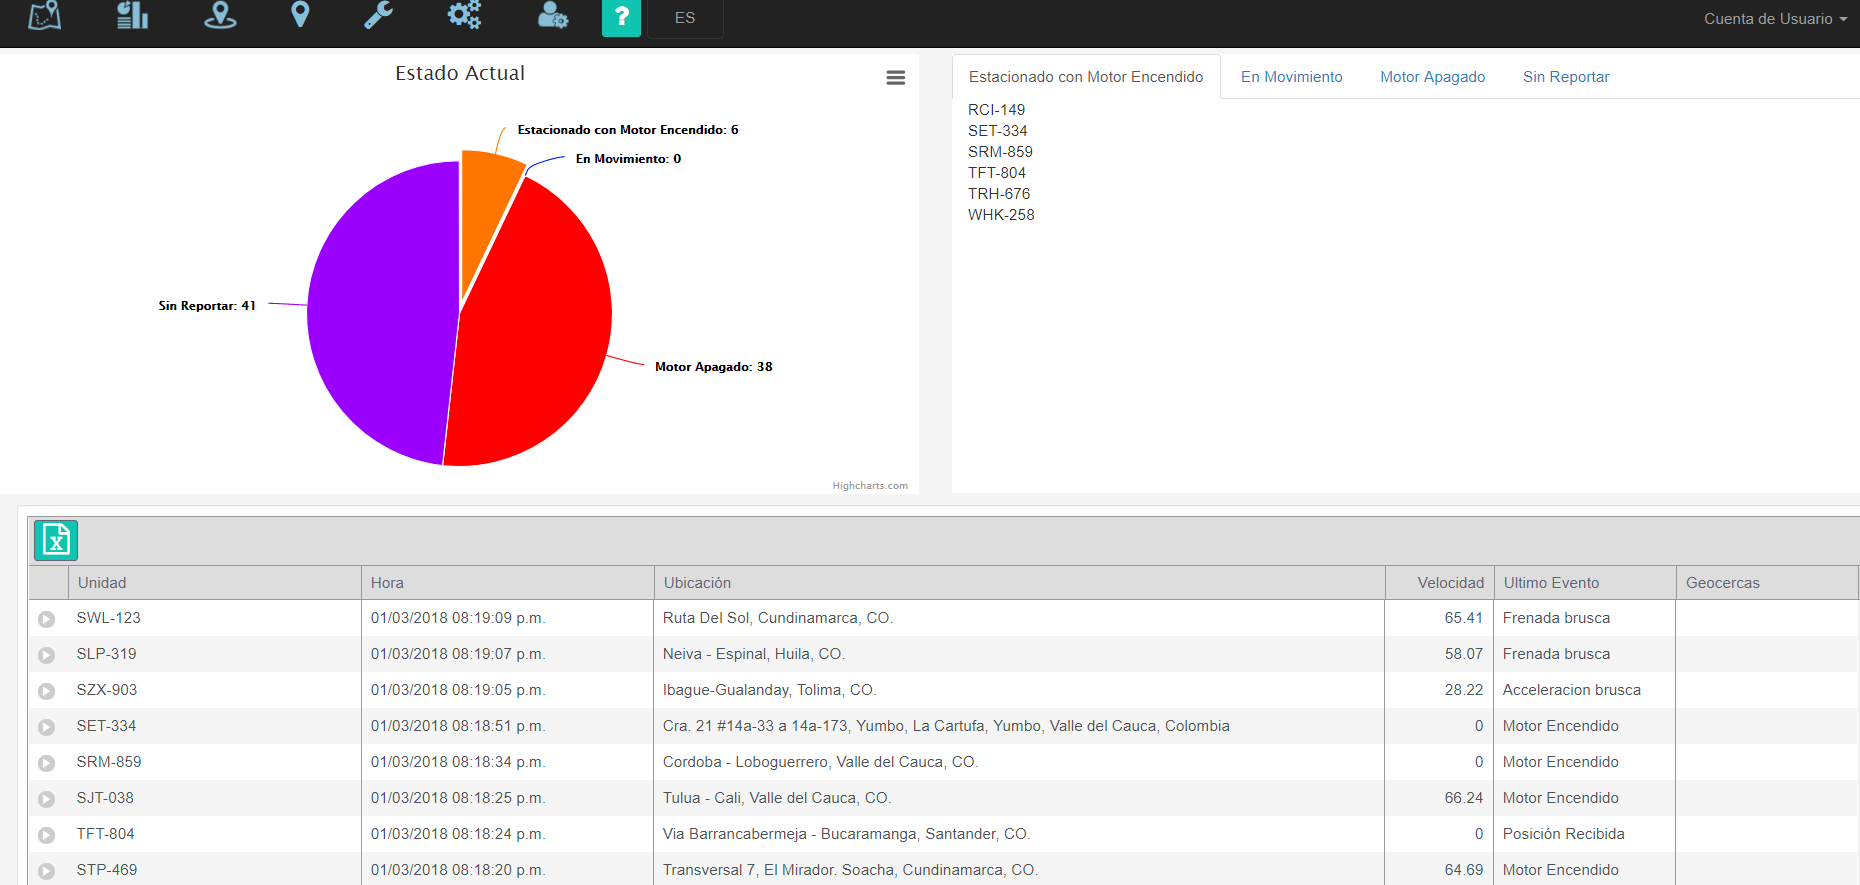 ? ES Cuenta de Usuario
Estado Actual
Estacionado con Motor Encendido: 6
En Movimiento: 0
Sin Reportar: 41
Motor Apagado: 38
Highcharts.com
Estacionado con Motor Encendido En Movimiento Motor Apagado Sin Reportar
RCI-149
SET-334
SRM-859
TFT-804
TRH-676
WHK-258
X
Unidad Hora Ubicación Velocidad Ultimo Evento Geocercas
SWL-123 01/03/2018 08:19:09 p.m. Ruta Del Sol, Cundinamarca, CO. 65.41 Frenada brusca
SLP-319 01/03/2018 08:19:07 p.m. Neiva - Espinal, Huila, CO. 58.07 Frenada brusca
SZX-903 01/03/2018 08:19:05 p.m. Ibague-Gualanday, Tolima, CO. 28.22 Acceleracion brusca
SET-334 01/03/2018 08:18:51 p.m. Cra. 21 #14a-33 a 14a-173, Yumbo, La Cartufa, Yumbo, Valle del Cauca, Colombia 0 Motor Encendido
SRM-859 01/03/2018 08:18:34 p.m. Cordoba - Loboguerrero, Valle del Cauca, CO. 0 Motor Encendido
SJT-038 01/03/2018 08:18:25 p.m. Tulua - Cali, Valle del Cauca, CO. 66.24 Motor Encendido
TFT-804 01/03/2018 08:18:24 p.m. Via Barrancabermeja - Bucaramanga, Santander, CO. 0 Posición Recibida
STP-469 01/03/2018 08:18:20 p.m. Transversal 7, El Mirador. Soacha, Cundinamarca, CO. 64.69 Motor Encendido